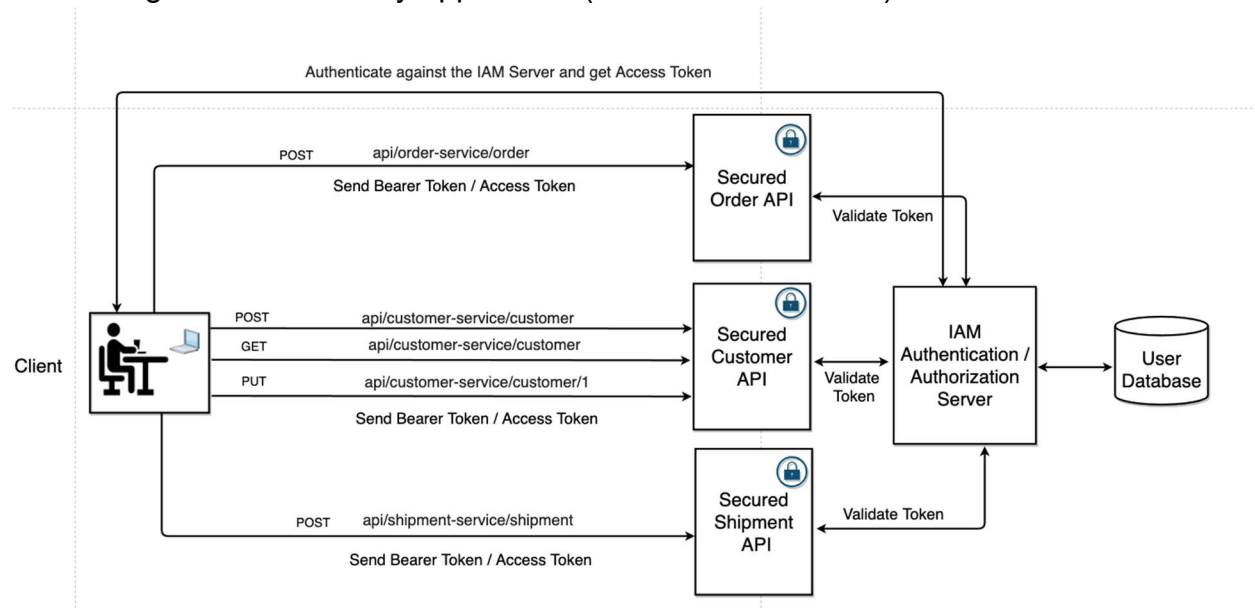 Authenticate against the IAM Server and get Access Token
POST api/order-service/order
Send Bearer Token / Access Token
Secured
Order API
Validate Token
POST api/customer-service/customer
GET api/customer-service/customer
PUT api/customer-service/customer/1
Send Bearer Token / Access Token
Client
Secured
Customer
API
Validate
Token
IAM
Authentication /
Authorization
Server
User
Database
POST api/shipment-service/shipment
Send Bearer Token / Access Token
Secured
Shipment
API
Validate Token